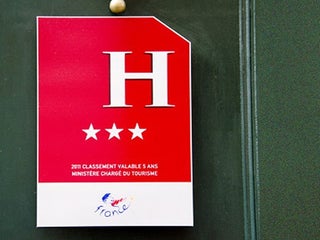 H
2011 CLASSEMENT VALABLE 5 ANS
MINISTÈRE CHARGÉ DU TOURISME
france